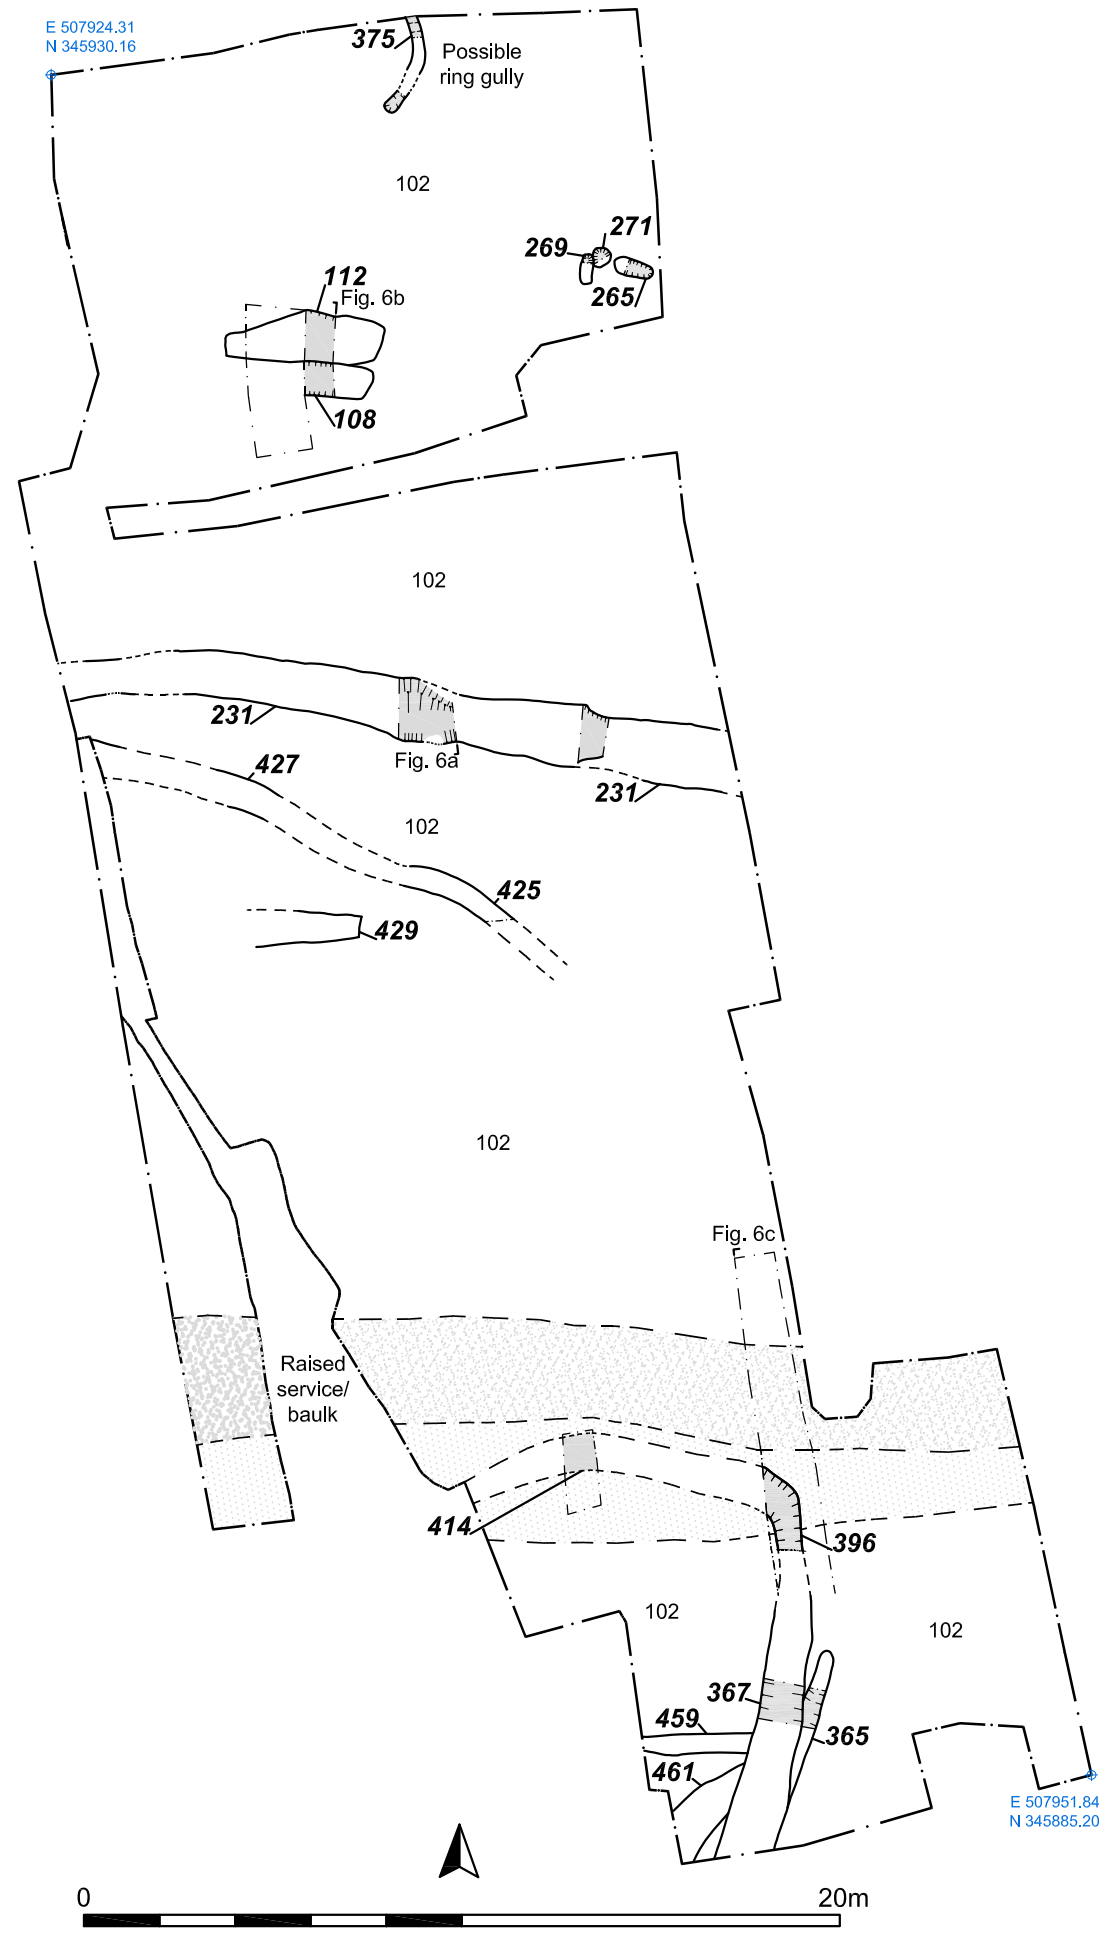 E 507924.31
N 345930.16
375
Possible
ring gully
102
271
269
265
112
Fig. 6b
108
102
231
Fig. 6a
427
231
102
425
429
102
Fig. 6c
Raised
service/
baulk
414
396
102
102
367
459
365
461
E 507951.84
N 345885.20
0
20m